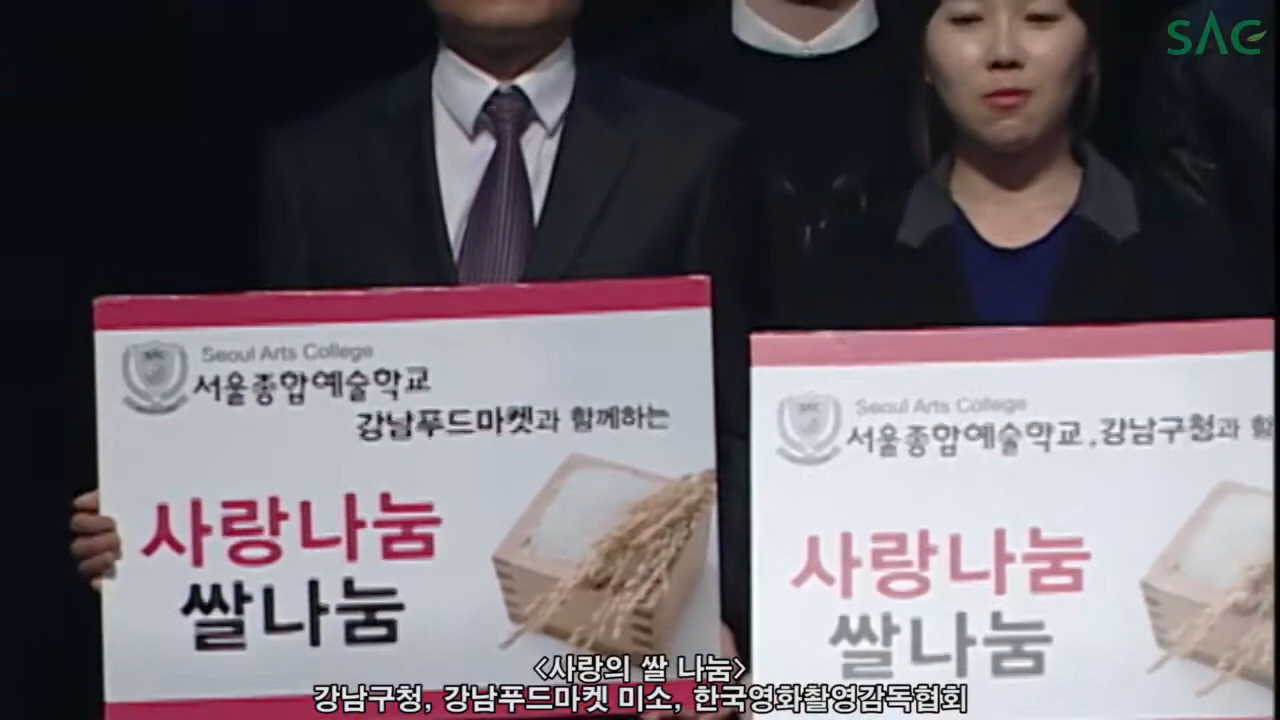 SAC
Seoul Arts College
서울종합예술학교
강남푸드마켓과 함께하는
사랑나눔
쌀나눔
Seoul Arts College
서울종합예술학교, 강남구청과 함
사랑나눔
쌀나눔
<사랑의 쌀 나눔>
강남구청, 강남푸드마켓 미소, 한국영화촬영감독협회